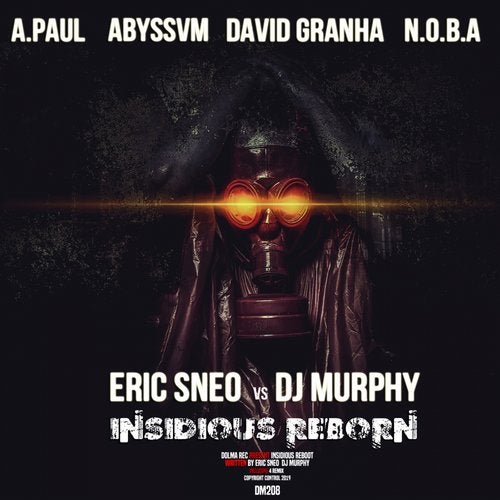 A.PAUL ABYSSVM DAVID GRANHA N.O.B.A
ERIC SNEO VS DJ MURPHY
INSIDIOUS REBORN
DOLMA REC PRESENT INSIDIOUS REBOOT
WRITTEN BY ERIC SNEO DJ MURPHY
INCLUDED 4 REMIX
COPYRIGHT CONTROL 2019
DM208